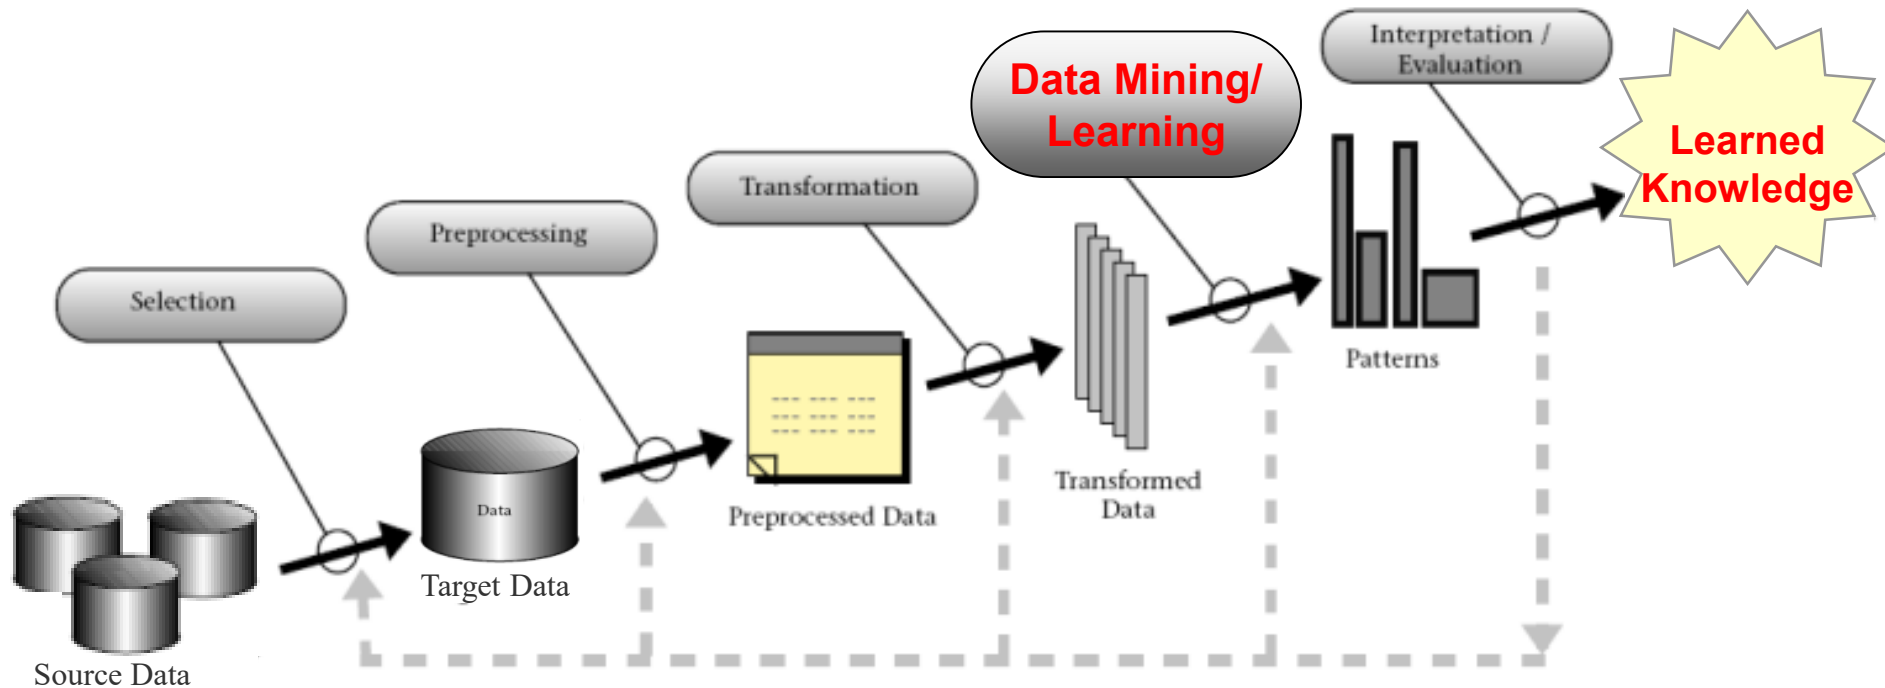 Selection
Preprocessing
Transformation
Data Mining/
Learning
Interpretation /
Evaluation
Learned
Knowledge
Source Data
Data
Target Data
Preprocessed Data
Transformed
Data
Patterns